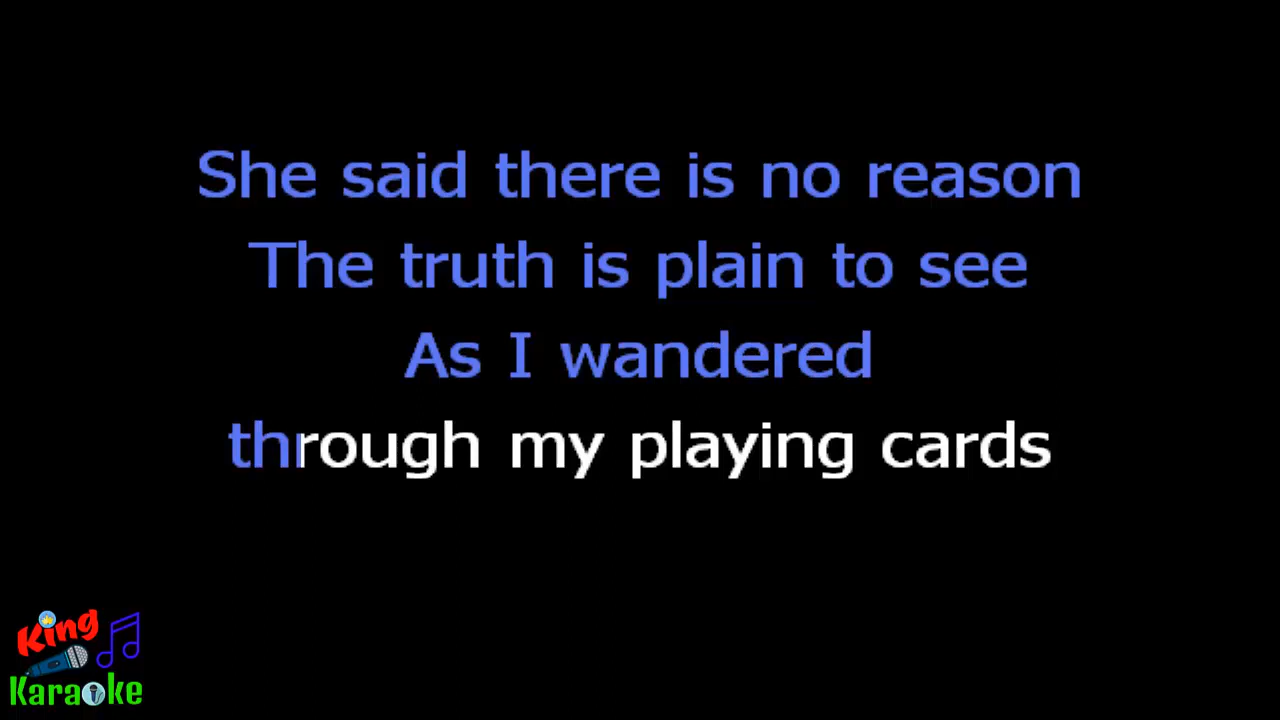 She said there is no reason
The truth is plain to see
As I wandered
through my playing cards
King
Karaoke